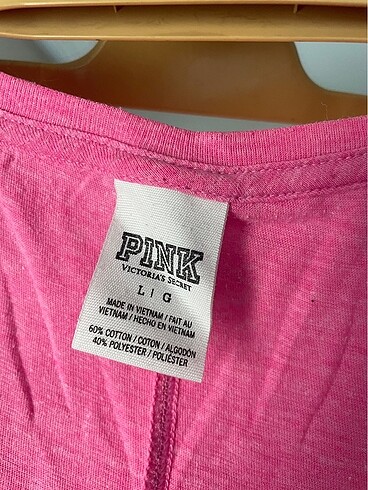 PINK
VICTORIA'S SECRET
L | G
MADE IN VIETNAM / FAIT AU
VIETNAM / HECHO EN VIETNAM
60% COTTON / COTON / ALGODÓN
40% POLYESTER / POLIÉSTER